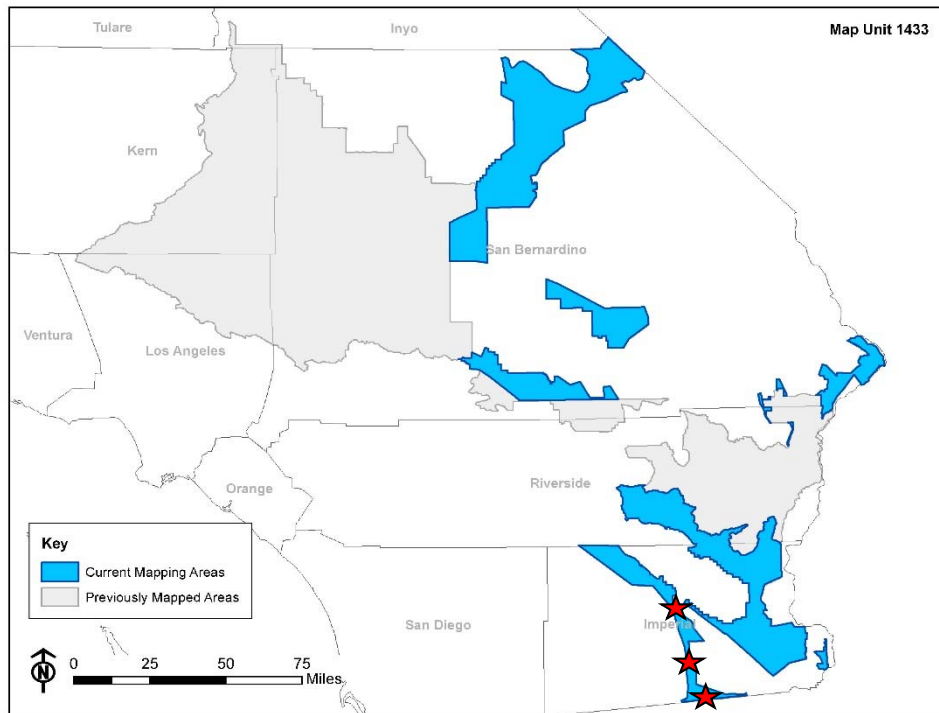 Tulare
Inyo
Map Unit 1433
Kern
San Bernardino
Ventura
Los Angeles
Orange
Riverside
Key
Current Mapping Areas
Previously Mapped Areas
San Diego
Imperial
N
0 25 50 75
Miles